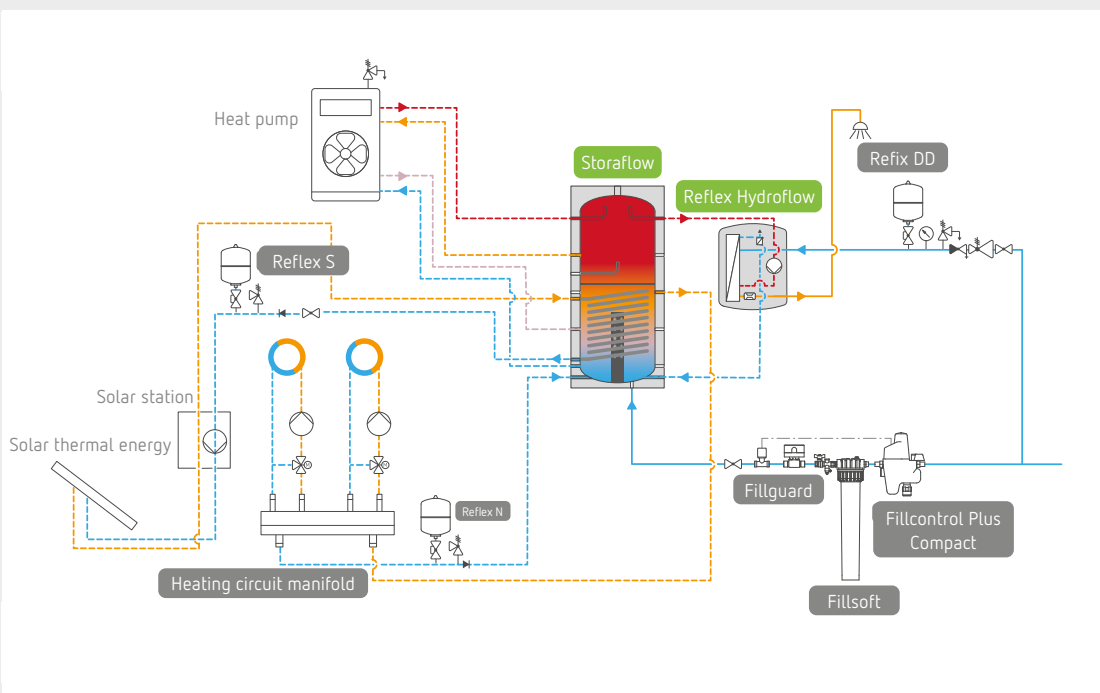 Heat pump
Storaflow
Refix DD
Reflex Hydroflow
Reflex S
Solar station
Solar thermal energy
Reflex N
Fillguard
Fillcontrol Plus
Compact
Heating circuit manifold
Fillsoft